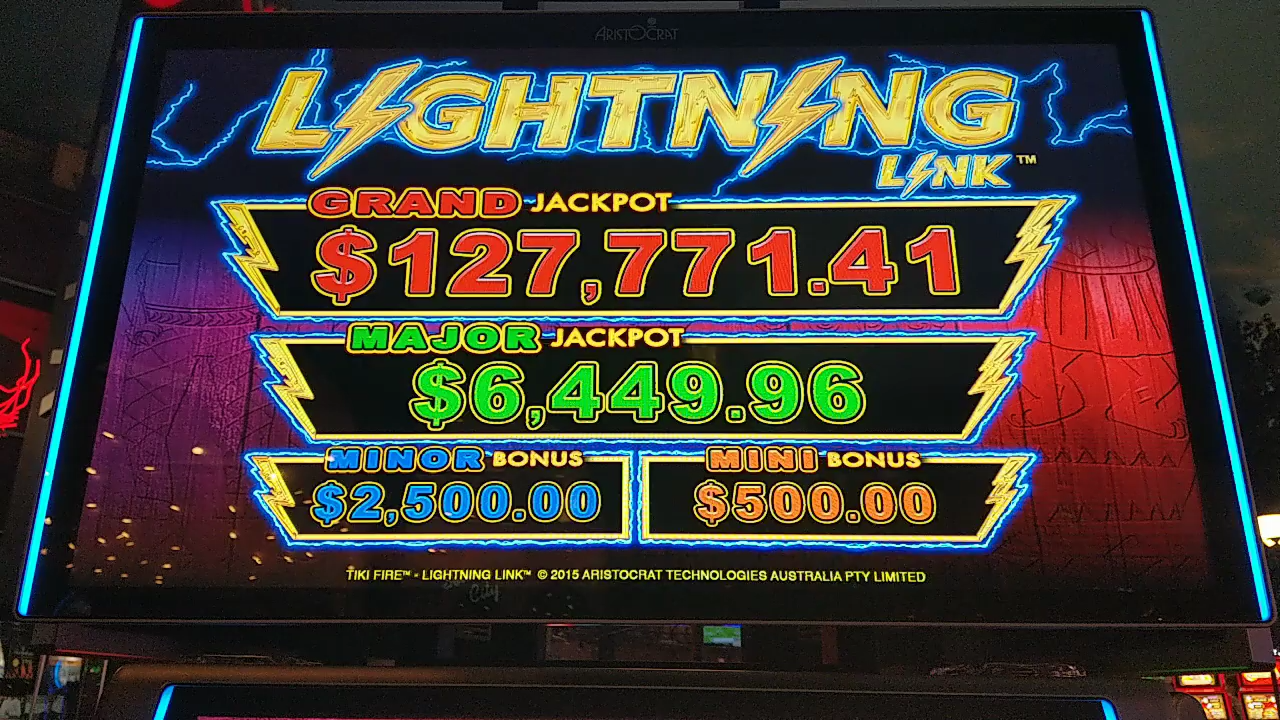 ARISTOCRAT
LIGHTNING
LINK™
GRAND JACKPOT
$127,771.41
MAJOR JACKPOT
$6,449.96
MINOR BONUS
$2,500.00
MINI BONUS
$500.00
TIKI FIRE™ - LIGHTNING LINK™ © 2015 ARISTOCRAT TECHNOLOGIES AUSTRALIA PTY LIMITED
City